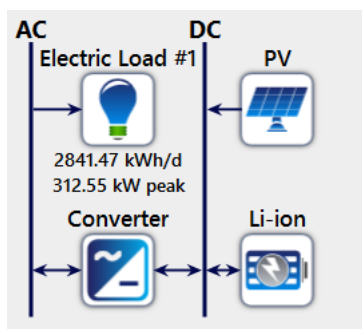 AC DC
Electric Load #1 PV
2841.47 kWh/d
312.55 kW peak
Converter Li-ion